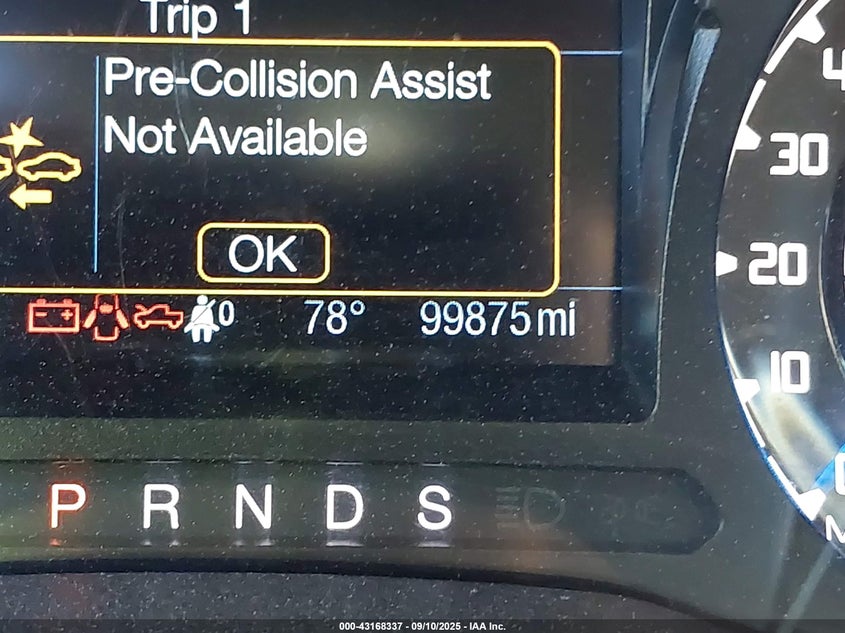 Trip 1
Pre-Collision Assist
Not Available
OK
0 78° 99875 mi
P R N D S
30
20
10
000-43168337 - 09/10/2025 - IAA Inc.